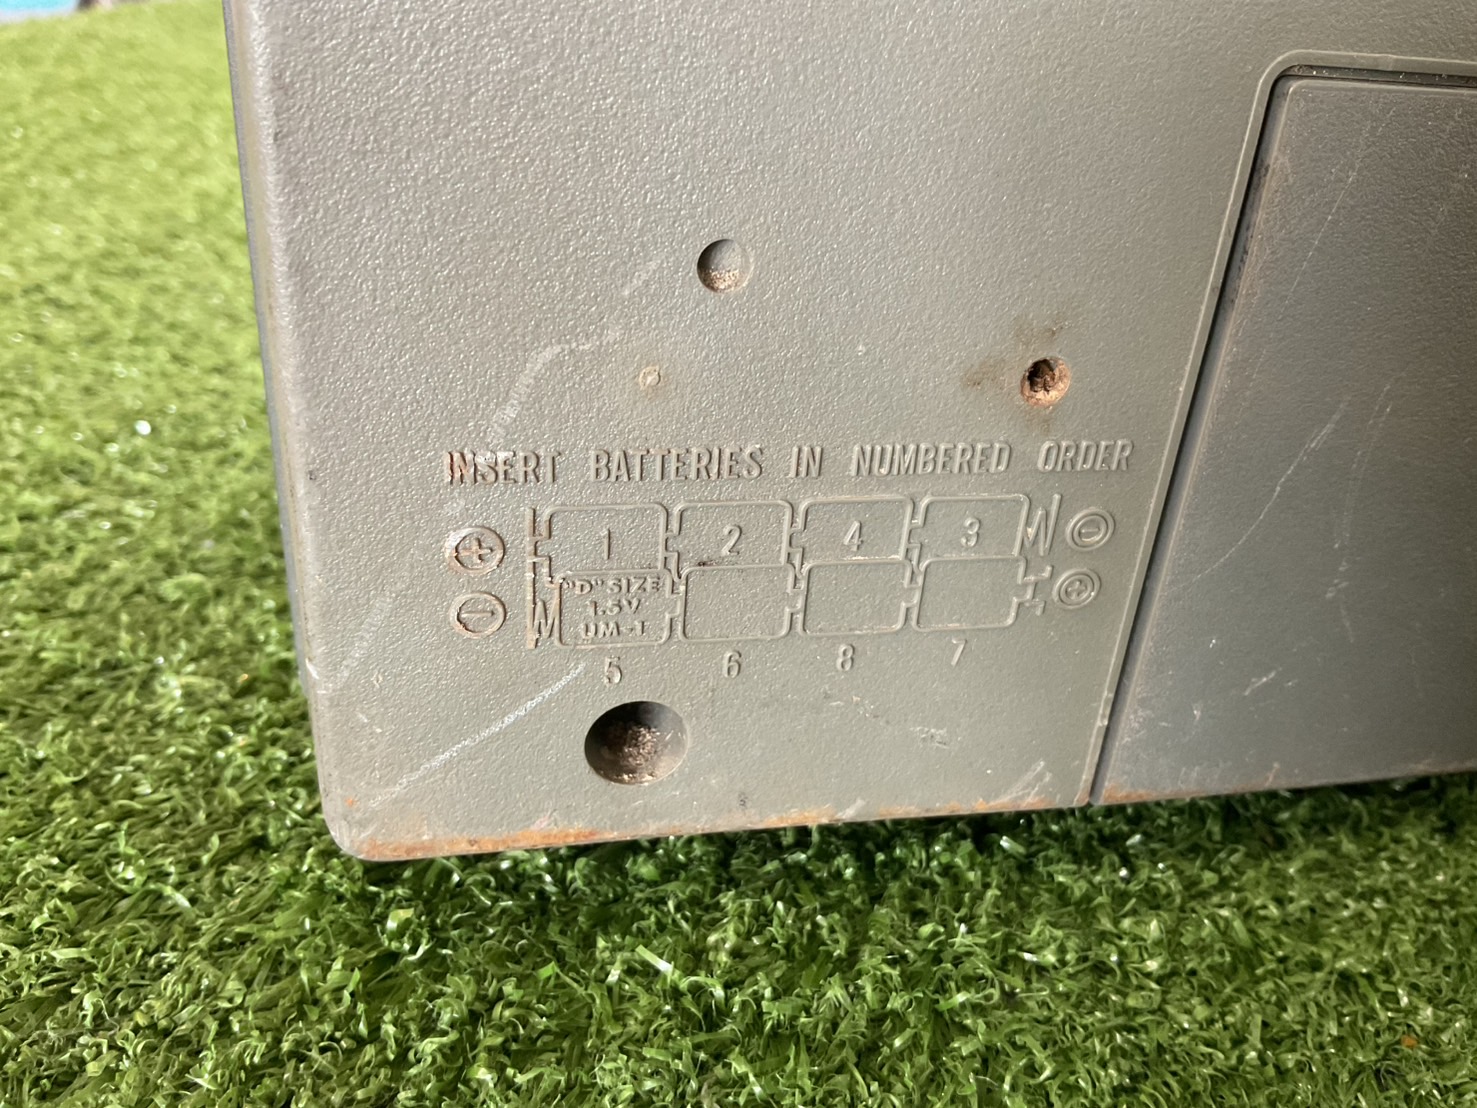 INSERT BATTERIES IN NUMBERED ORDER
+ 1 2 4 3 -
- "D" SIZE +
1.5V
UM-1
5 6 8 7